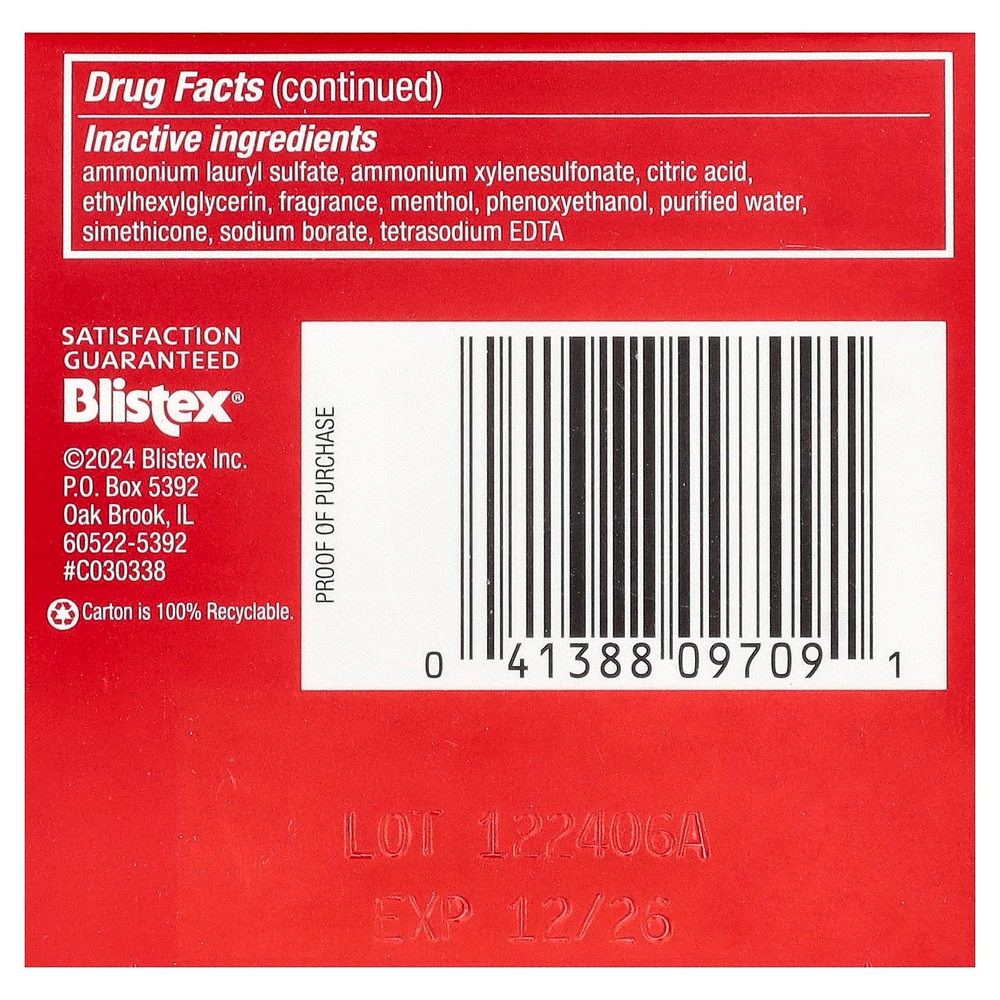 Drug Facts (continued)
Inactive ingredients
ammonium lauryl sulfate, ammonium xylenesulfonate, citric acid,
ethylhexylglycerin, fragrance, menthol, phenoxyethanol, purified water,
simethicone, sodium borate, tetrasodium EDTA
SATISFACTION
GUARANTEED
Blistex®
©2024 Blistex Inc.
P.O. Box 5392
Oak Brook, IL
60522-5392
#C030338
Carton is 100% Recyclable.
PROOF OF PURCHASE
0 41388 09709 1
LOT 122406A
EXP 12/26